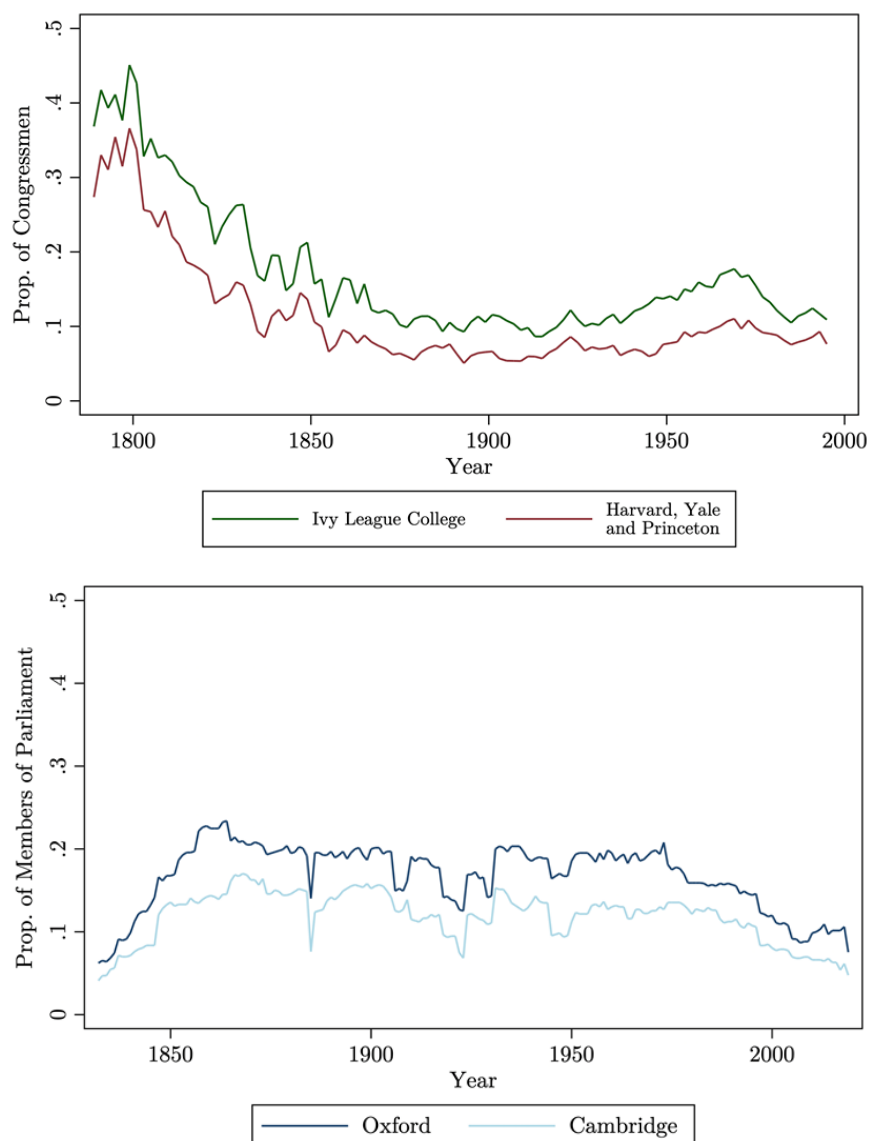 .5
.4
.3
.2
.1
0
Prop. of Congressmen
1800 1850 1900 1950 2000
Year
Ivy League College
Harvard, Yale
and Princeton
.5
.4
.3
.2
.1
0
Prop. of Members of Parliament
1850 1900 1950 2000
Year
Oxford Cambridge